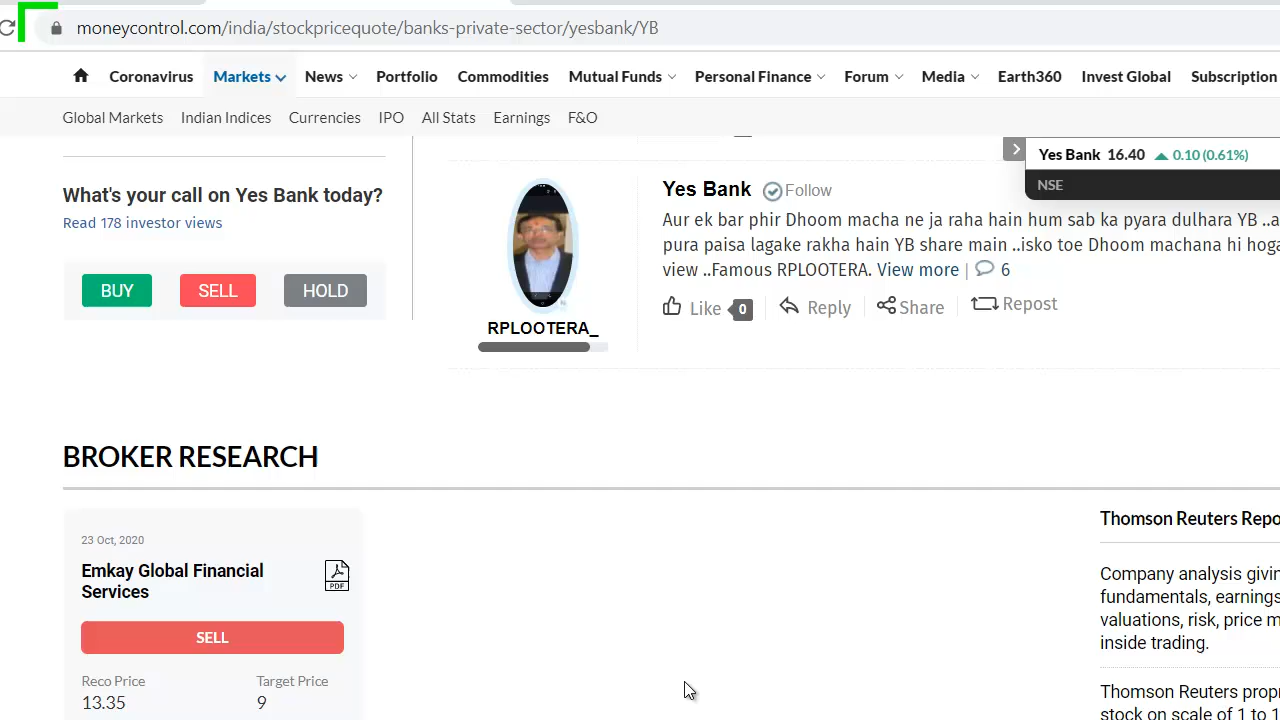 moneycontrol.com/india/stockpricequote/banks-private-sector/yesbank/YB
Coronavirus Markets News Portfolio Commodities Mutual Funds Personal Finance Forum Media Earth360 Invest Global Subscription
Global Markets Indian Indices Currencies IPO All Stats Earnings F&O
Yes Bank 16.40 0.10 (0.61%)
NSE
What's your call on Yes Bank today?
Read 178 investor views
BUY SELL HOLD
RPLOOTERA_
Yes Bank Follow
Aur ek bar phir Dhoom macha ne ja raha hain hum sab ka pyara dulhara YB ..a
pura paisa lagake rakha hain YB share main ..isko toe Dhoom machana hi hoga
view ..Famous RPLOOTERA. View more | 6
Like 0 Reply Share Repost
BROKER RESEARCH
23 Oct, 2020
Emkay Global Financial
Services
PDF
SELL
Reco Price Target Price
13.35 9
Thomson Reuters Repo
Company analysis givin
fundamentals, earnings
valuations, risk, price m
inside trading.
Thomson Reuters propr
stock on scale of 1 to 1